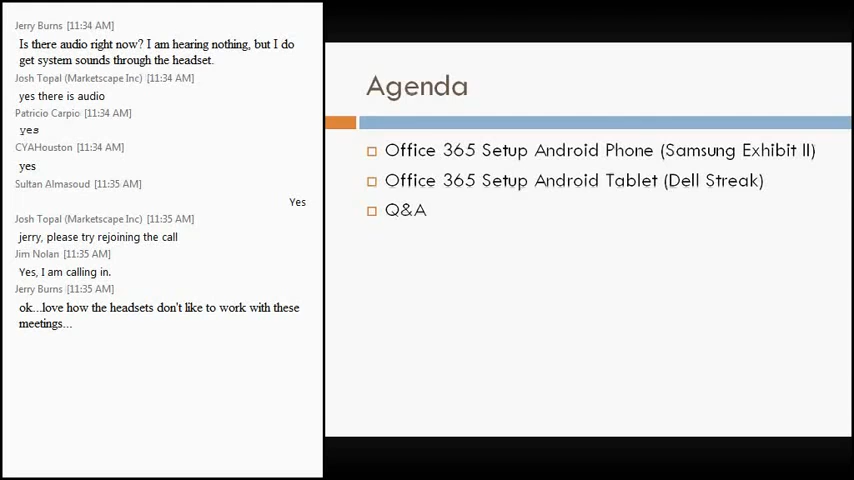 Jerry Burns [11:34 AM]
Is there audio right now? I am hearing nothing, but I do
get system sounds through the headset.
Josh Topal (Marketscape Inc) [11:34 AM]
yes there is audio
Patricio Carpio [11:34 AM]
yes
CYAHouston [11:34 AM]
yes
Sultan Almasoud [11:35 AM]
Yes
Josh Topal (Marketscape Inc) [11:35 AM]
jerry, please try rejoining the call
Jim Nolan [11:35 AM]
Yes, I am calling in.
Jerry Burns [11:35 AM]
ok...love how the headsets don't like to work with these
meetings...
Agenda
Office 365 Setup Android Phone (Samsung Exhibit II)
Office 365 Setup Android Tablet (Dell Streak)
Q&A